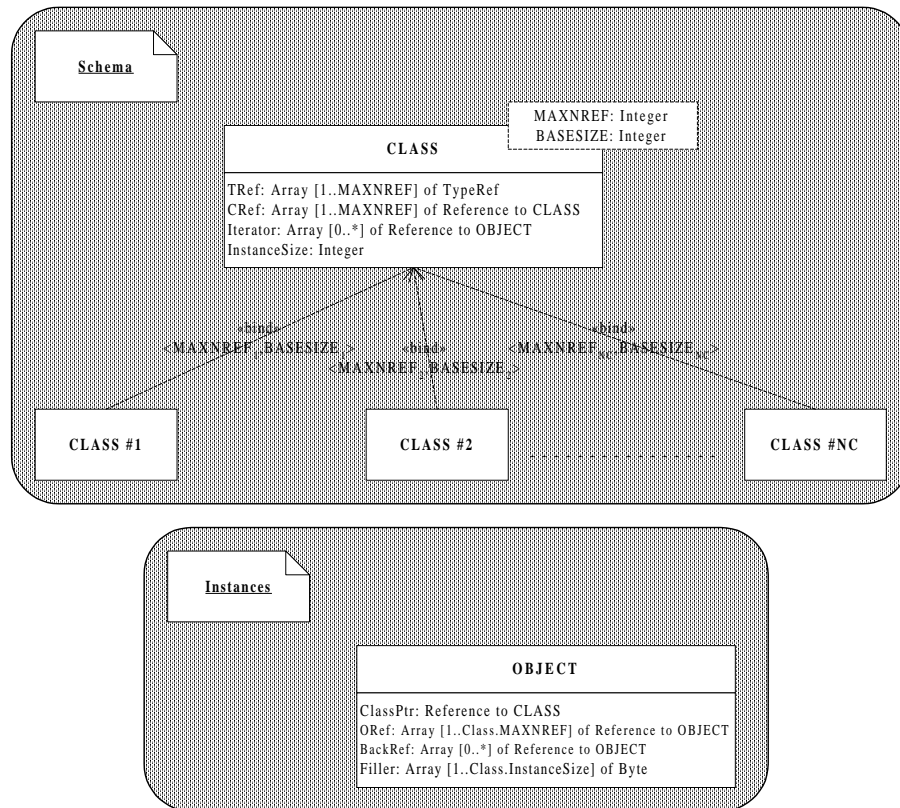 Schema
MAXNREF: Integer
BASESIZE: Integer
CLASS
TRef: Array [1..MAXNREF] of TypeRef
CRef: Array [1..MAXNREF] of Reference to CLASS
Iterator: Array [0..*] of Reference to OBJECT
InstanceSize: Integer
«bind»
<MAXNREF1,BASESIZE1>
«bind»
<MAXNREF2,BASESIZE2>
«bind»
<MAXNREFNC,BASESIZENC>
CLASS #1
CLASS #2
CLASS #NC
Instances
OBJECT
ClassPtr: Reference to CLASS
ORef: Array [1..Class.MAXNREF] of Reference to OBJECT
BackRef: Array [0..*] of Reference to OBJECT
Filler: Array [1..Class.InstanceSize] of Byte